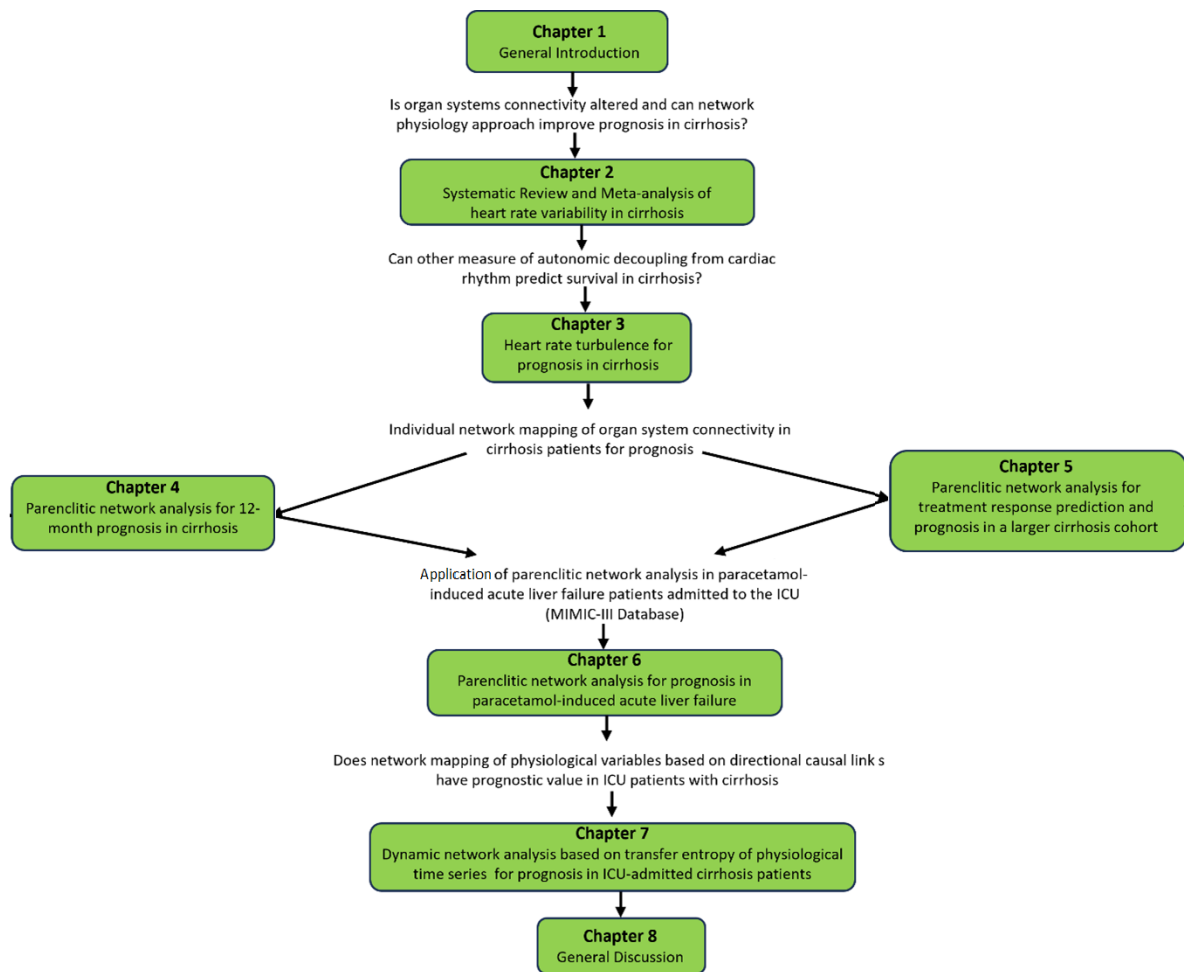 Chapter 1
General Introduction
Is organ systems connectivity altered and can network
physiology approach improve prognosis in cirrhosis?
Chapter 2
Systematic Review and Meta-analysis of
heart rate variability in cirrhosis
Can other measure of autonomic decoupling from cardiac
rhythm predict survival in cirrhosis?
Chapter 3
Heart rate turbulence for
prognosis in cirrhosis
Individual network mapping of organ system connectivity in
cirrhosis patients for prognosis
Chapter 4
Parenclitic network analysis for 12-
month prognosis in cirrhosis
Chapter 5
Parenclitic network analysis for
treatment response prediction and
prognosis in a larger cirrhosis cohort
Application of parenclitic network analysis in paracetamol-
induced acute liver failure patients admitted to the ICU
(MIMIC-III Database)
Chapter 6
Parenclitic network analysis for prognosis in
paracetamol-induced acute liver failure
Does network mapping of physiological variables based on directional causal link s
have prognostic value in ICU patients with cirrhosis
Chapter 7
Dynamic network analysis based on transfer entropy of physiological
time series for prognosis in ICU-admitted cirrhosis patients
Chapter 8
General Discussion